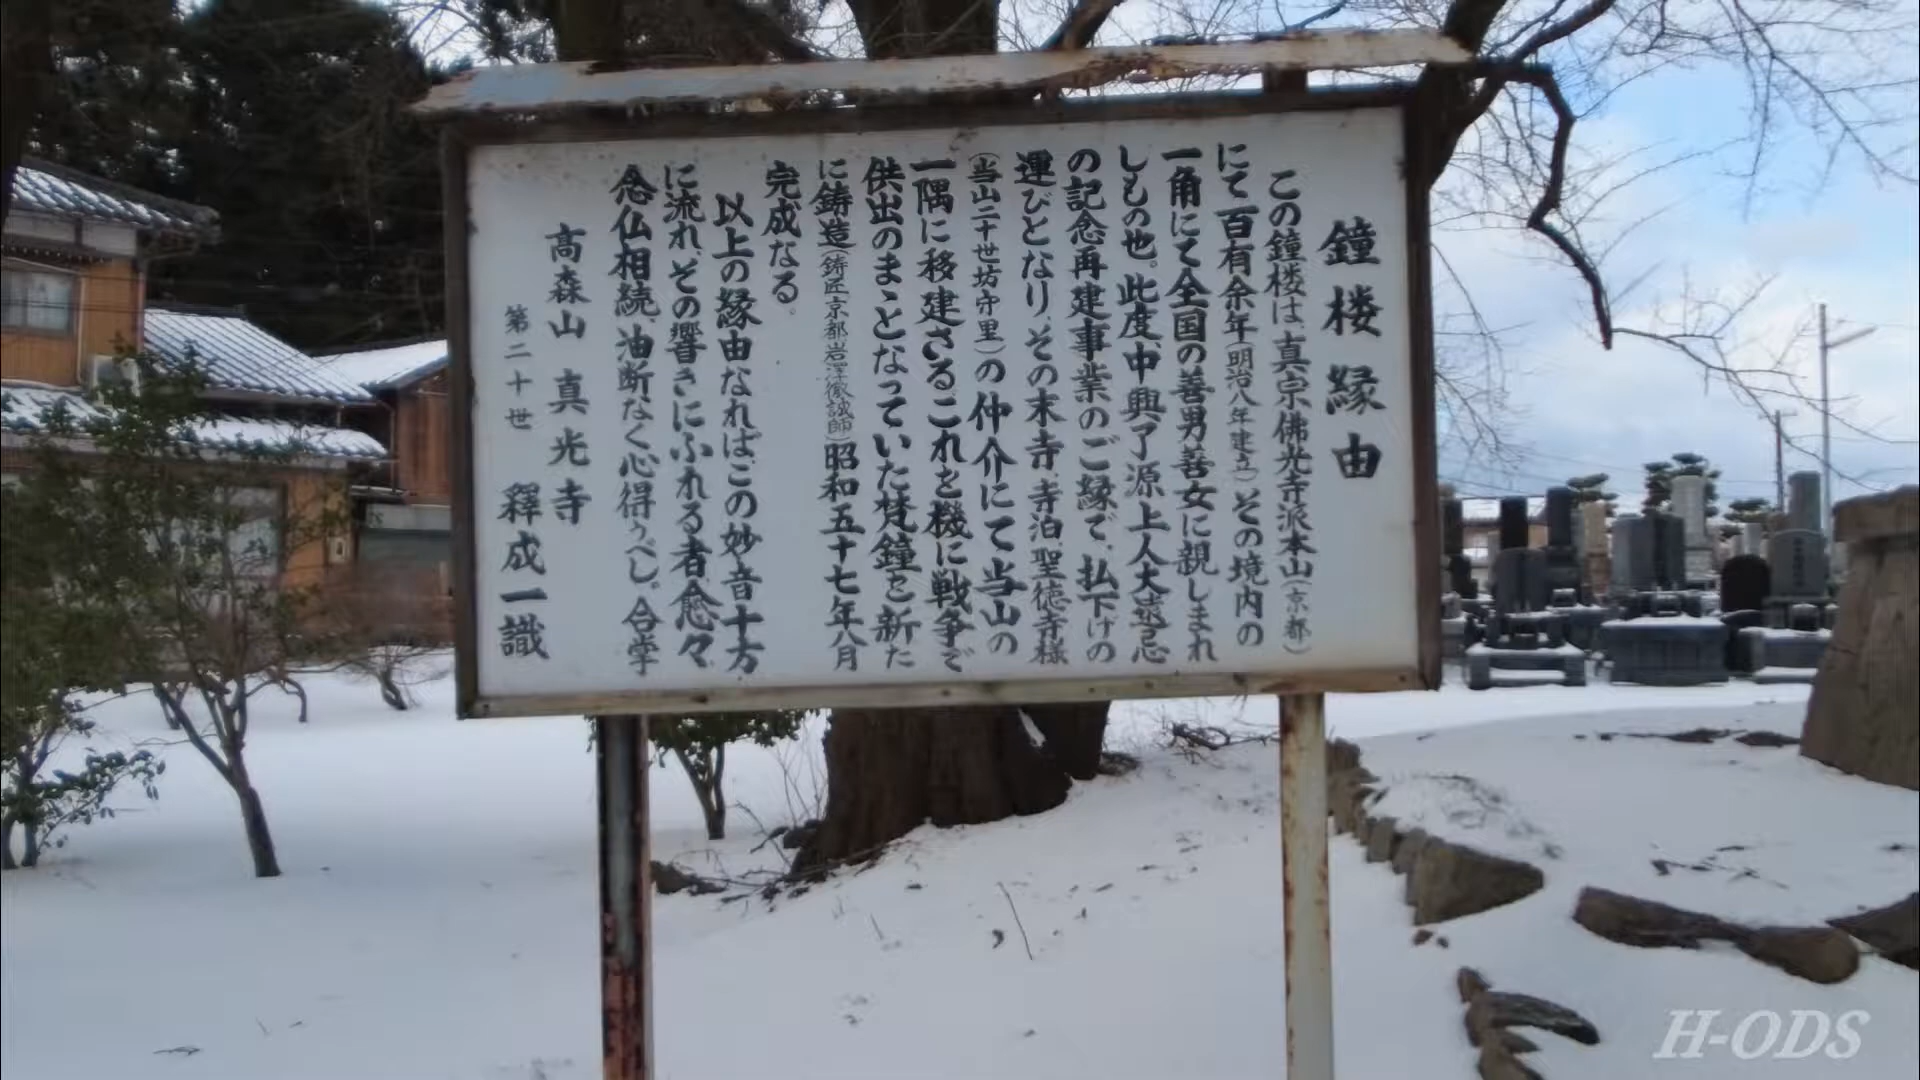 鐘楼縁由
この鐘楼は、真宗佛光寺派本山(京都)
にて百有余年(明治八年建立)その境内の
一角にて全国の善男善女に親しまれ
しもの也。此度中興了源上人大遠忌
の記念再建事業のご縁で、払下げの
運びとなり、その末寺、寺泊、聖徳寺様
(当山二十世坊守里)の仲介にて当山の
一隅に移建さるこれを機に戦争で
供出のまとなっていた梵鐘を新た
に鋳造(鋳匠京都岩澤徹誠師)昭和五十七年八月
完成なる。
以上の縁由なればこの妙音十方
に流れ、その響きにふれる者愈々
念仏相続、油断なく心得うべし。合掌
高森山 真光寺
第二十世 釋成一識
H-ODS